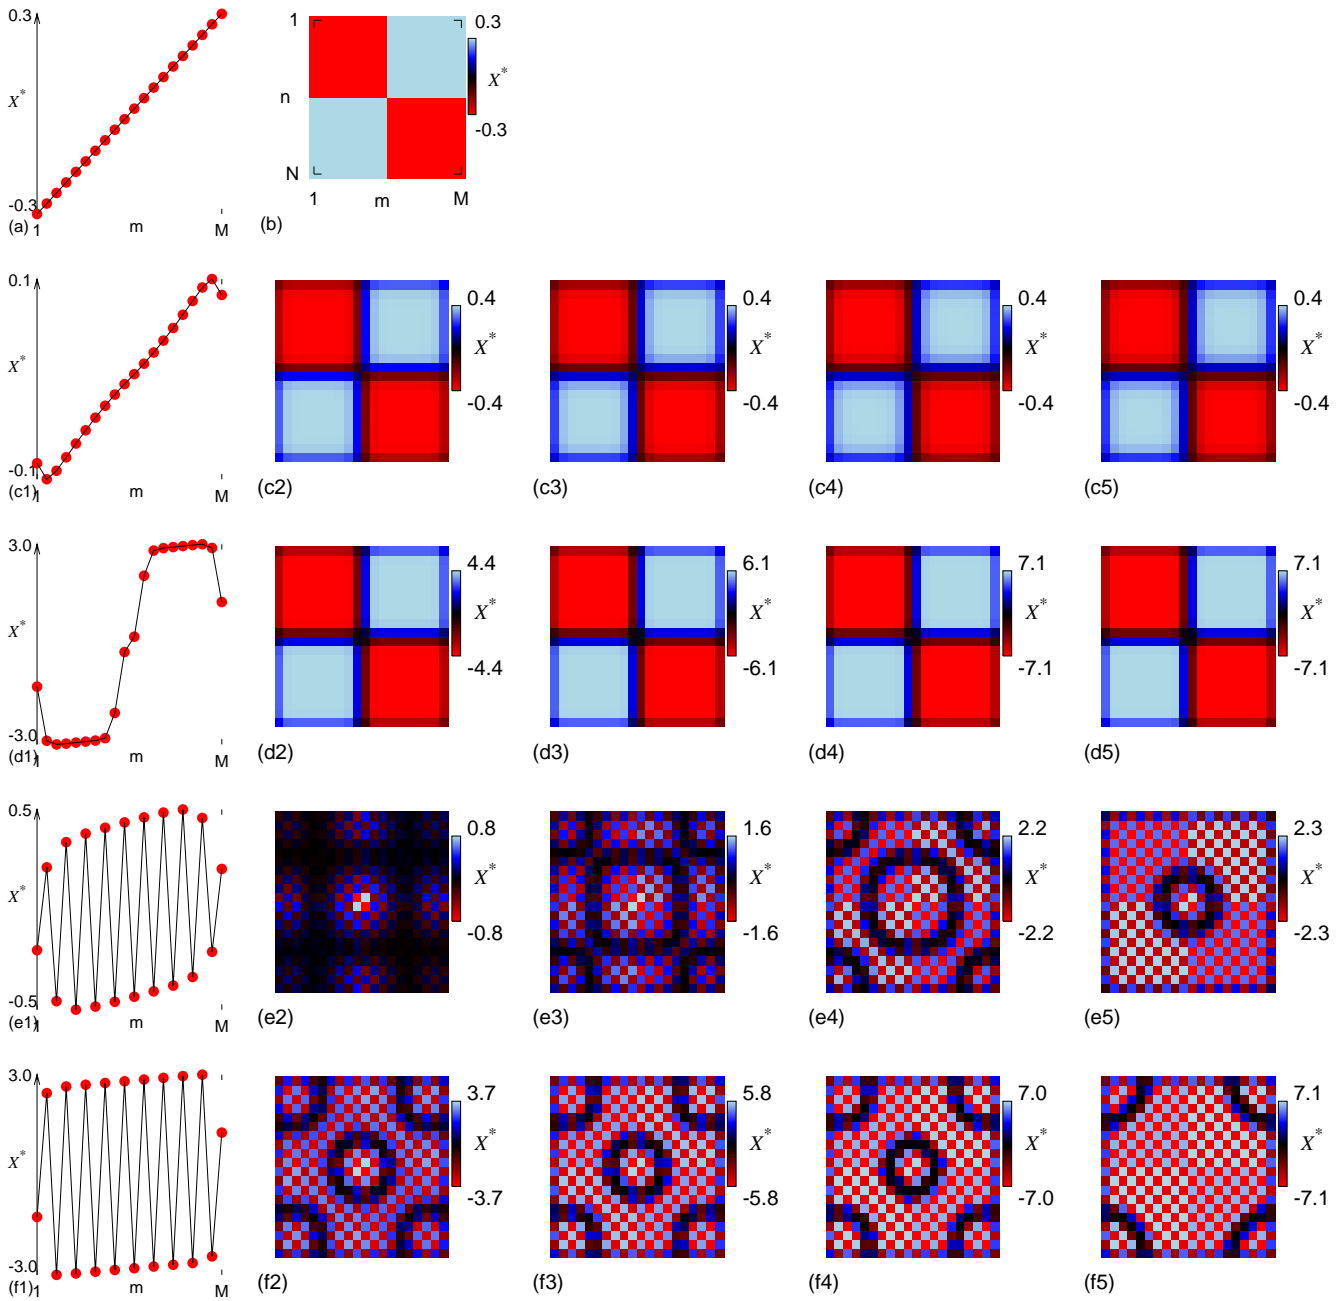 0.3
X*
-0.3
(a) 1 m M
1
n
N
1 m M
(b)
0.3
X*
-0.3
0.1
X*
-0.1
(c1) 1 m M
(c2)
0.4
X*
-0.4
(c3)
0.4
X*
-0.4
(c4)
0.4
X*
-0.4
(c5)
0.4
X*
-0.4
3.0
X*
-3.0
(d1) 1 m M
(d2)
4.4
X*
-4.4
(d3)
6.1
X*
-6.1
(d4)
7.1
X*
-7.1
(d5)
7.1
X*
-7.1
0.5
X*
-0.5
(e1) 1 m M
(e2)
0.8
X*
-0.8
(e3)
1.6
X*
-1.6
(e4)
2.2
X*
-2.2
(e5)
2.3
X*
-2.3
3.0
X*
-3.0
(f1) 1 m M
(f2)
3.7
X*
-3.7
(f3)
5.8
X*
-5.8
(f4)
7.0
X*
-7.0
(f5)
7.1
X*
-7.1